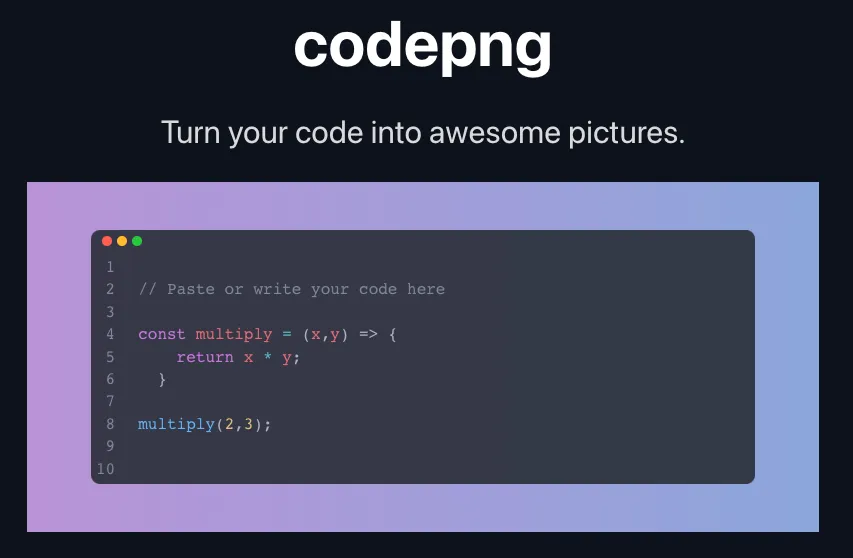 codepng
Turn your code into awesome pictures.
1
2 // Paste or write your code here
3
4 const multiply = (x,y) => {
5     return x * y;
6   }
7
8 multiply(2,3);
9
10